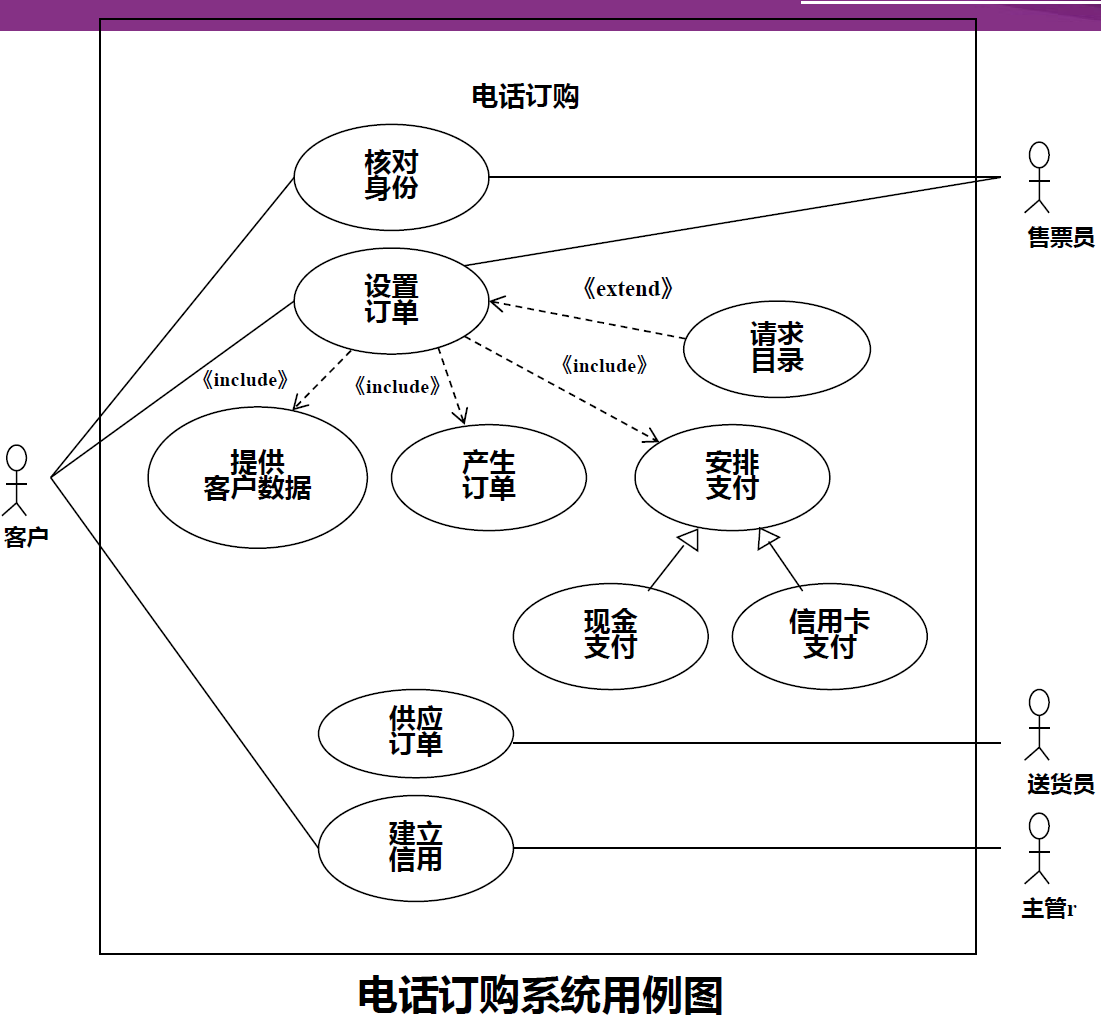 电话订购
核对
身份
售票员
设置
订单
《extend》
请求
目录
《include》
《include》
《include》
提供
客户数据
产生
订单
安排
支付
客户
现金
支付
信用卡
支付
供应
订单
送货员
建立
信用
主管r
电话订购系统用例图